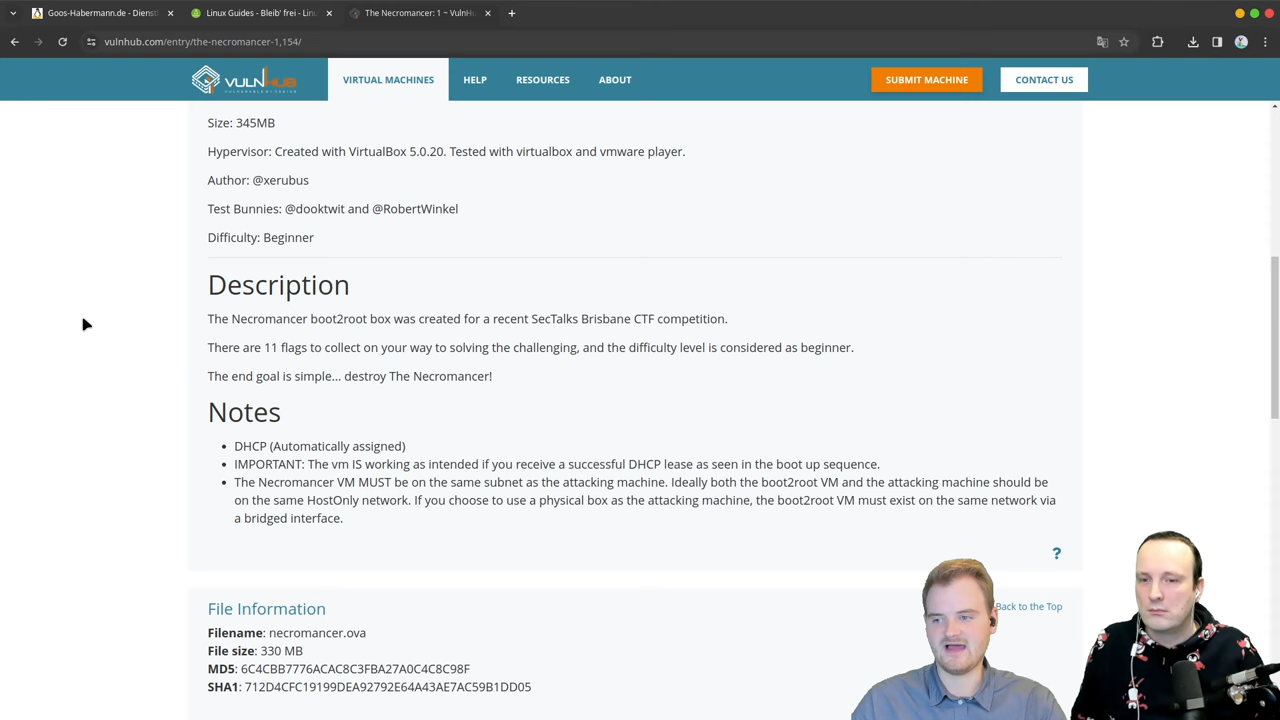 Goos-Habermann.de - Dienstl
Linux Guides - Bleib' frei - Lin
The Necromancer: 1 ~ VulnH
vulnhub.com/entry/the-necromancer-1,154/
VULNHUB
VIRTUAL MACHINES
HELP
RESOURCES
ABOUT
SUBMIT MACHINE
CONTACT US
Size: 345MB
Hypervisor: Created with VirtualBox 5.0.20. Tested with virtualbox and vmware player.
Author: @xerubus
Test Bunnies: @dooktwit and @RobertWinkel
Difficulty: Beginner
Description
The Necromancer boot2root box was created for a recent SecTalks Brisbane CTF competition.
There are 11 flags to collect on your way to solving the challenging, and the difficulty level is considered as beginner.
The end goal is simple... destroy The Necromancer!
Notes
• DHCP (Automatically assigned)
• IMPORTANT: The vm IS working as intended if you receive a successful DHCP lease as seen in the boot up sequence.
• The Necromancer VM MUST be on the same subnet as the attacking machine. Ideally both the boot2root VM and the attacking machine should be
on the same HostOnly network. If you choose to use a physical box as the attacking machine, the boot2root VM must exist on the same network via
a bridged interface.
?
File Information
Back to the Top
Filename: necromancer.ova
File size: 330 MB
MD5: 6C4CBB7776ACAC8C3FBA27A0C4C8C98F
SHA1: 712D4CFC19199DEA92792E64A43AE7AC59B1DD05